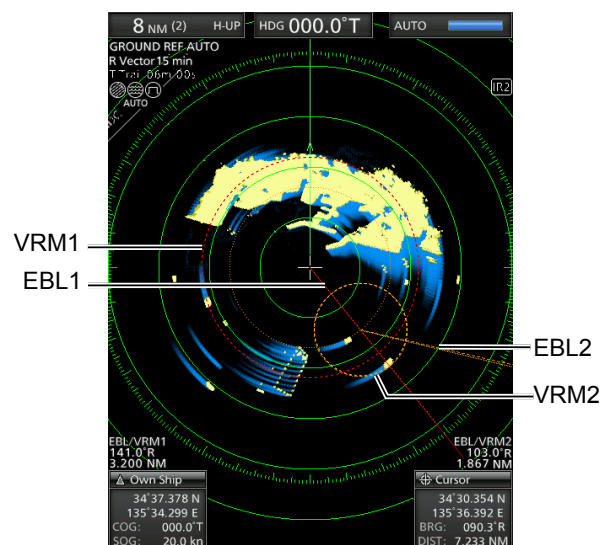 8 NM (2) H-UP HDG 000.0°T AUTO
GROUND REF AUTO
R Vector 15 min
T Trai 06m 00s
AUTO
IR2
VRM1
EBL1
EBL2
VRM2
EBL/VRM1
141.0°R
3.200 NM
EBL/VRM2
103.0°R
1.867 NM
Own Ship
34°37.378 N
135°34.299 E
COG: 000.0°T
SOG: 20.0 kn
Cursor
34°30.354 N
135°36.392 E
BRG: 090.3°R
DIST: 7.233 NM